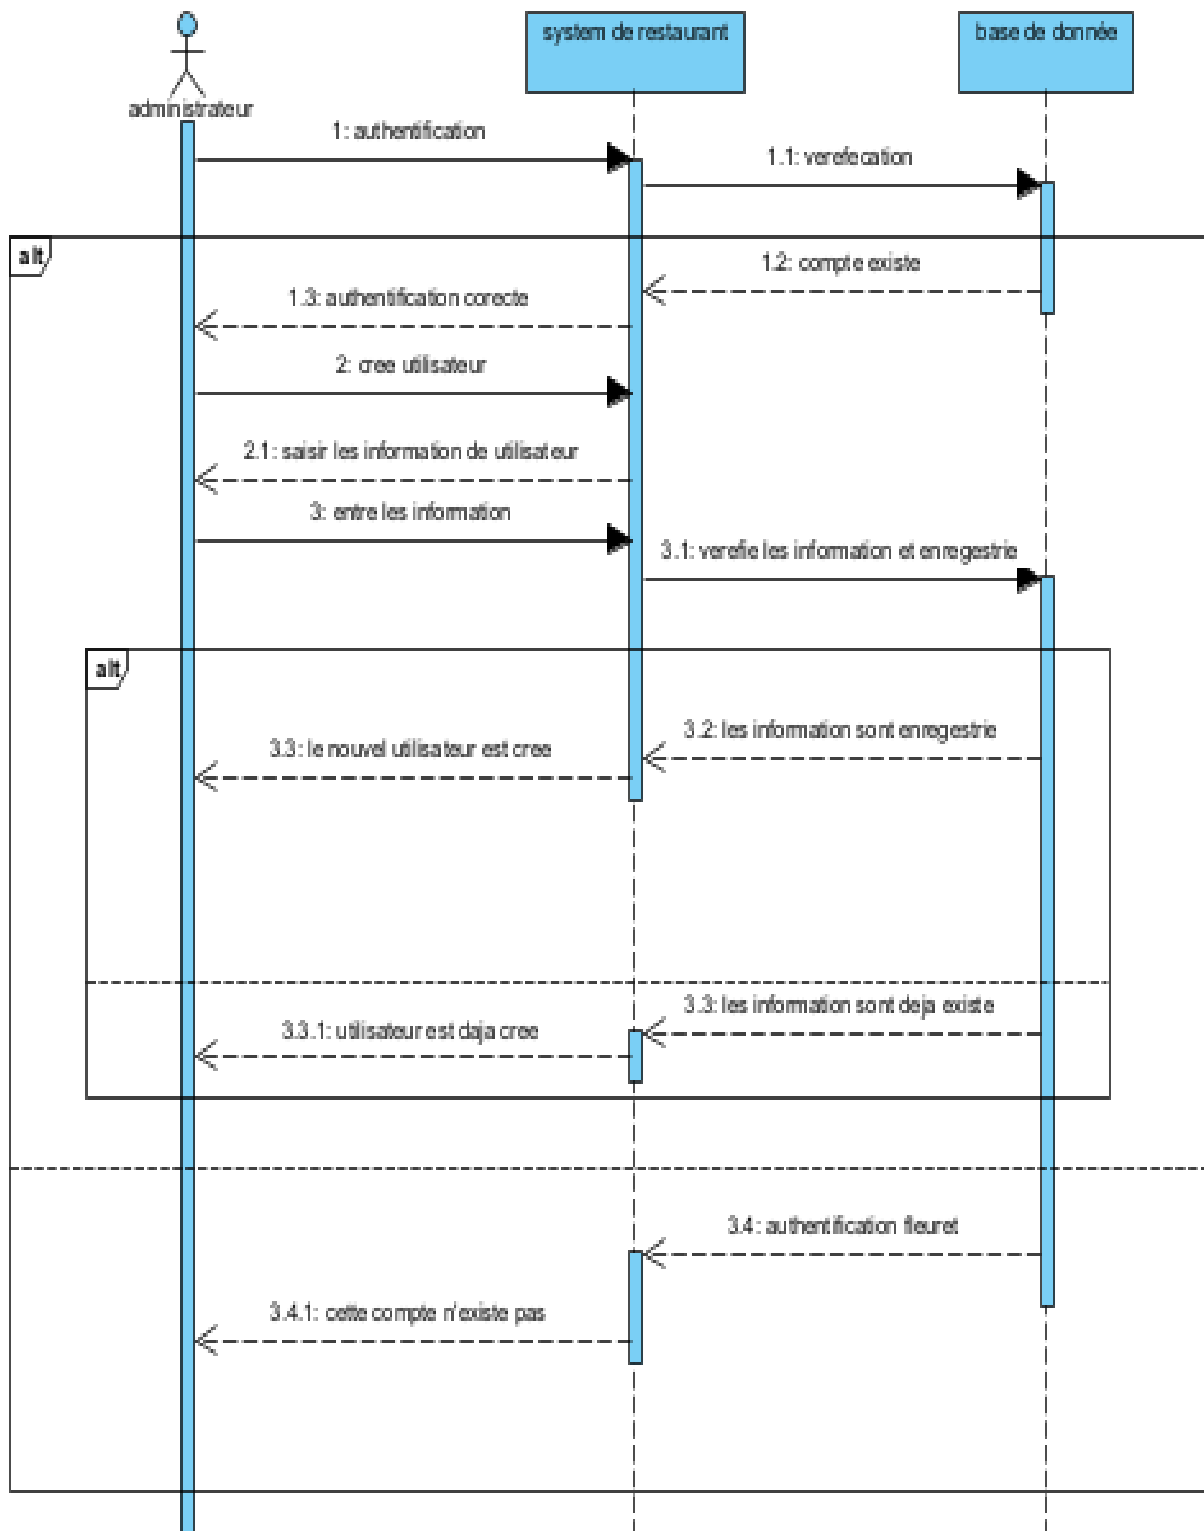 system de restaurant
base de donnée
administrateur
1: authentification
1.1: verefecation
alt
1.2: compte existe
1.3: authentification corecte
2: cree utilisateur
2.1: saisir les information de utilisateur
3: entre les information
3.1: verefie les information et enregestrie
alt
3.2: les information sont enregestrie
3.3: le nouvel utilisateur est cree
3.3: les information sont deja existe
3.3.1: utilisateur est daja cree
3.4: authentification fleuret
3.4.1: cette compte n'existe pas